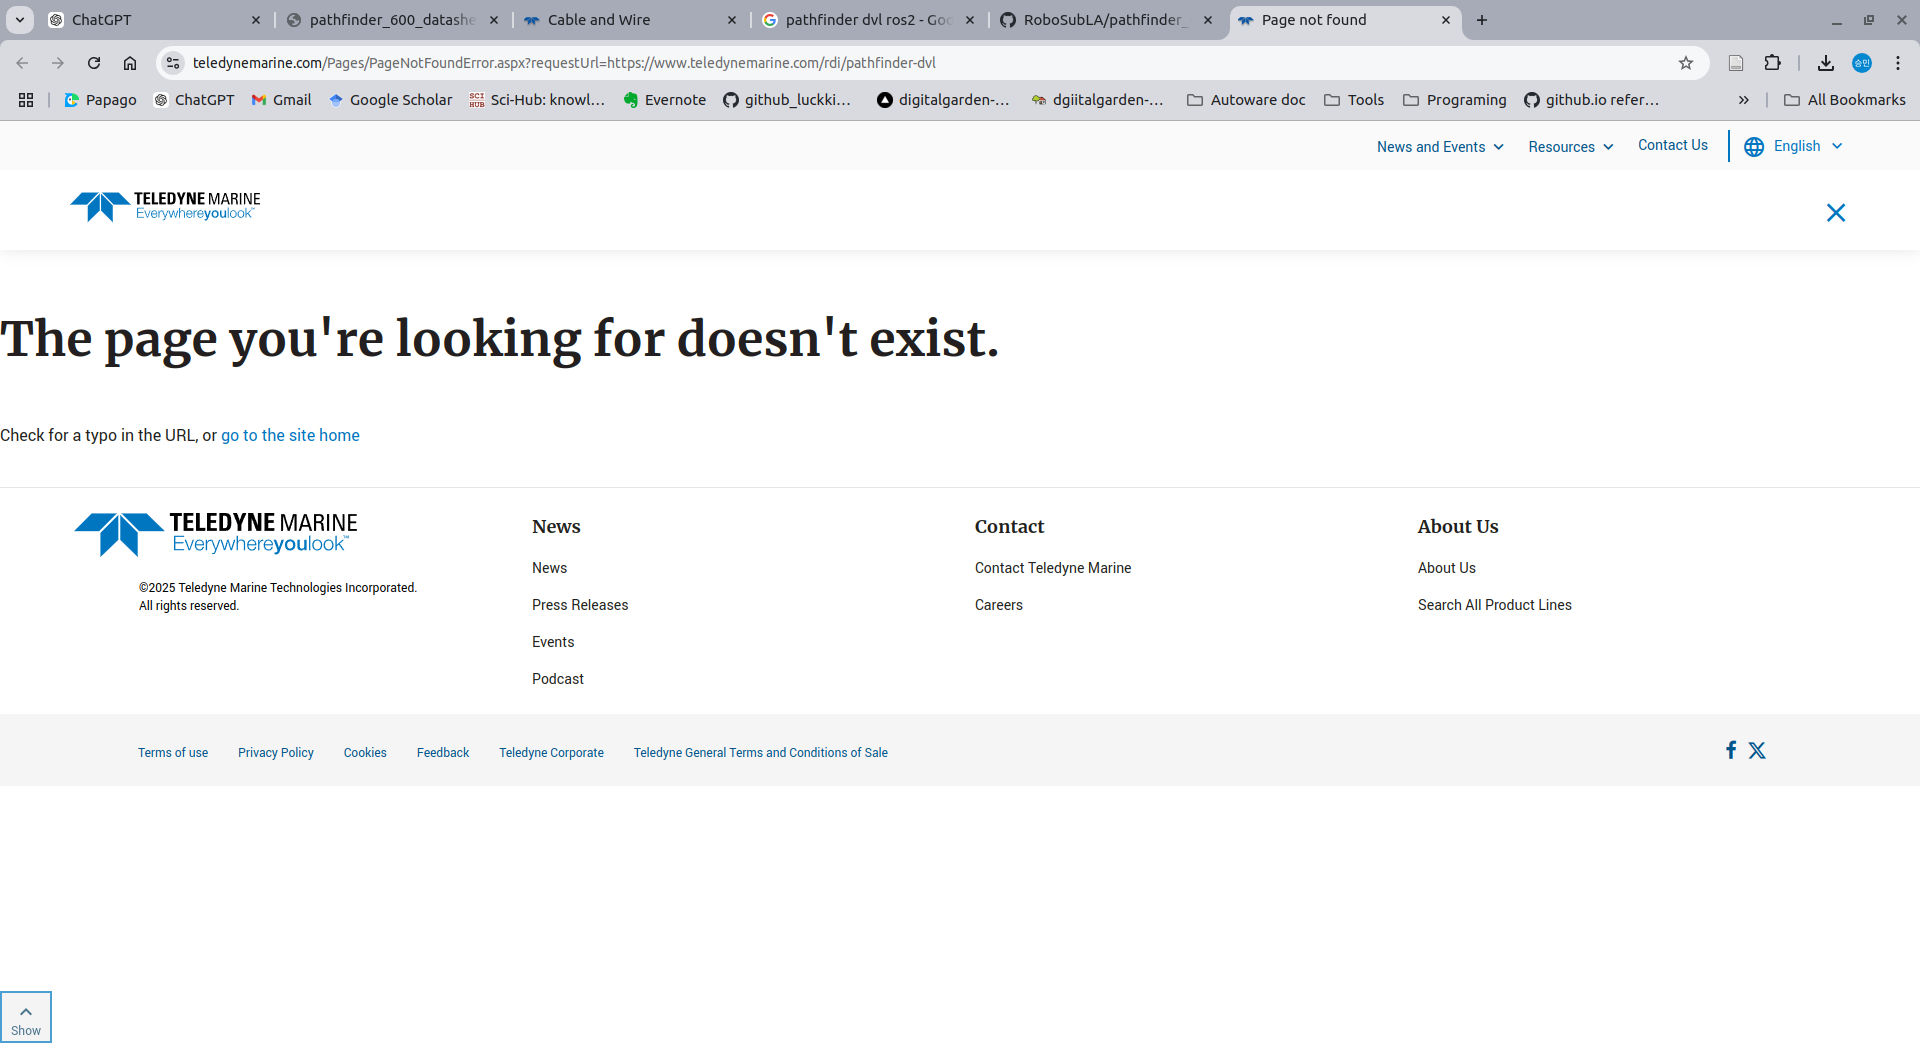 ChatGPT
pathfinder_600_datashe
Cable and Wire
pathfinder dvl ros2 - Goo
RoboSubLA/pathfinder_
Page not found
teledynemarine.com/Pages/PageNotFoundError.aspx?requestUrl=https://www.teledynemarine.com/rdi/pathfinder-dvl
승민
Papago
ChatGPT
Gmail
Google Scholar
SCI HUB Sci-Hub: knowl...
Evernote
github_luckki...
digitalgarden-...
dgiitalgarden-...
Autoware doc
Tools
Programing
github.io refer...
All Bookmarks
News and Events
Resources
Contact Us
English
TELEDYNE MARINE
Everywhereyoulook™
The page you're looking for doesn't exist.
Check for a typo in the URL, or go to the site home
TELEDYNE MARINE
Everywhereyoulook™
©2025 Teledyne Marine Technologies Incorporated.
All rights reserved.
News
News
Press Releases
Events
Podcast
Contact
Contact Teledyne Marine
Careers
About Us
About Us
Search All Product Lines
Terms of use
Privacy Policy
Cookies
Feedback
Teledyne Corporate
Teledyne General Terms and Conditions of Sale
Show